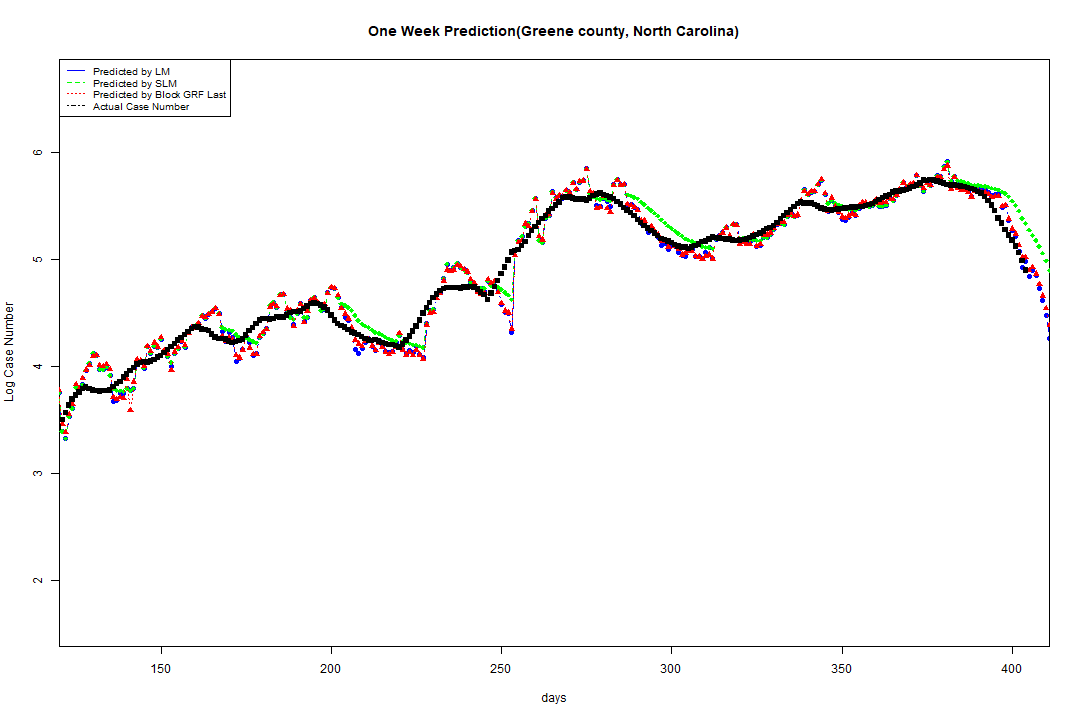 One Week Prediction(Greene county, North Carolina)
Predicted by LM
Predicted by SLM
Predicted by Block GRF Last
Actual Case Number
6
5
4
3
2
Log Case Number
150 200 250 300 350 400
days